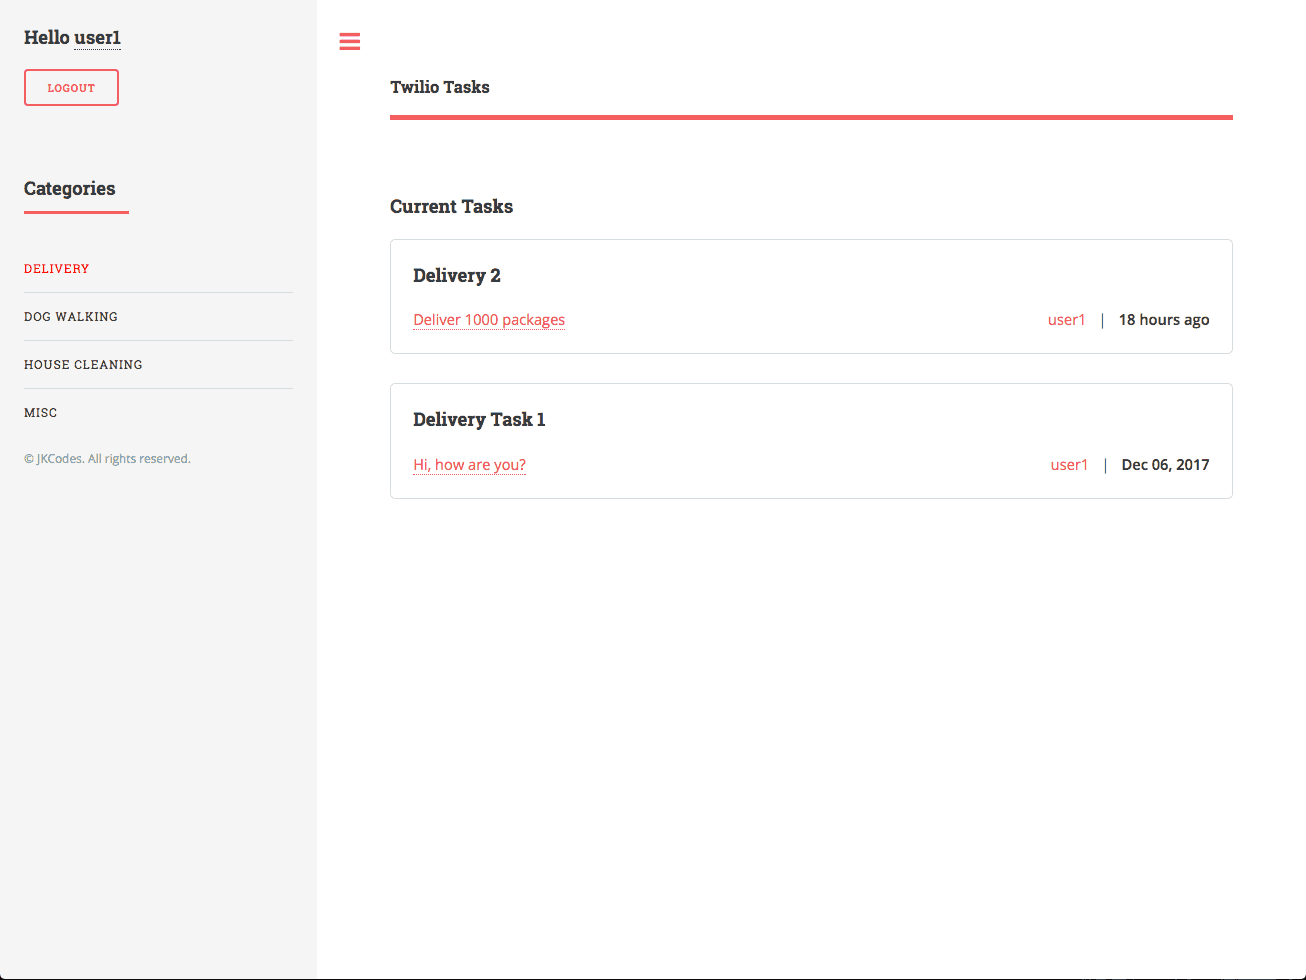 Hello user1
LOGOUT
Categories
DELIVERY
DOG WALKING
HOUSE CLEANING
MISC
© JKCodes. All rights reserved.
Twilio Tasks
Current Tasks
Delivery 2
Deliver 1000 packages user1 | 18 hours ago
Delivery Task 1
Hi, how are you? user1 | Dec 06, 2017